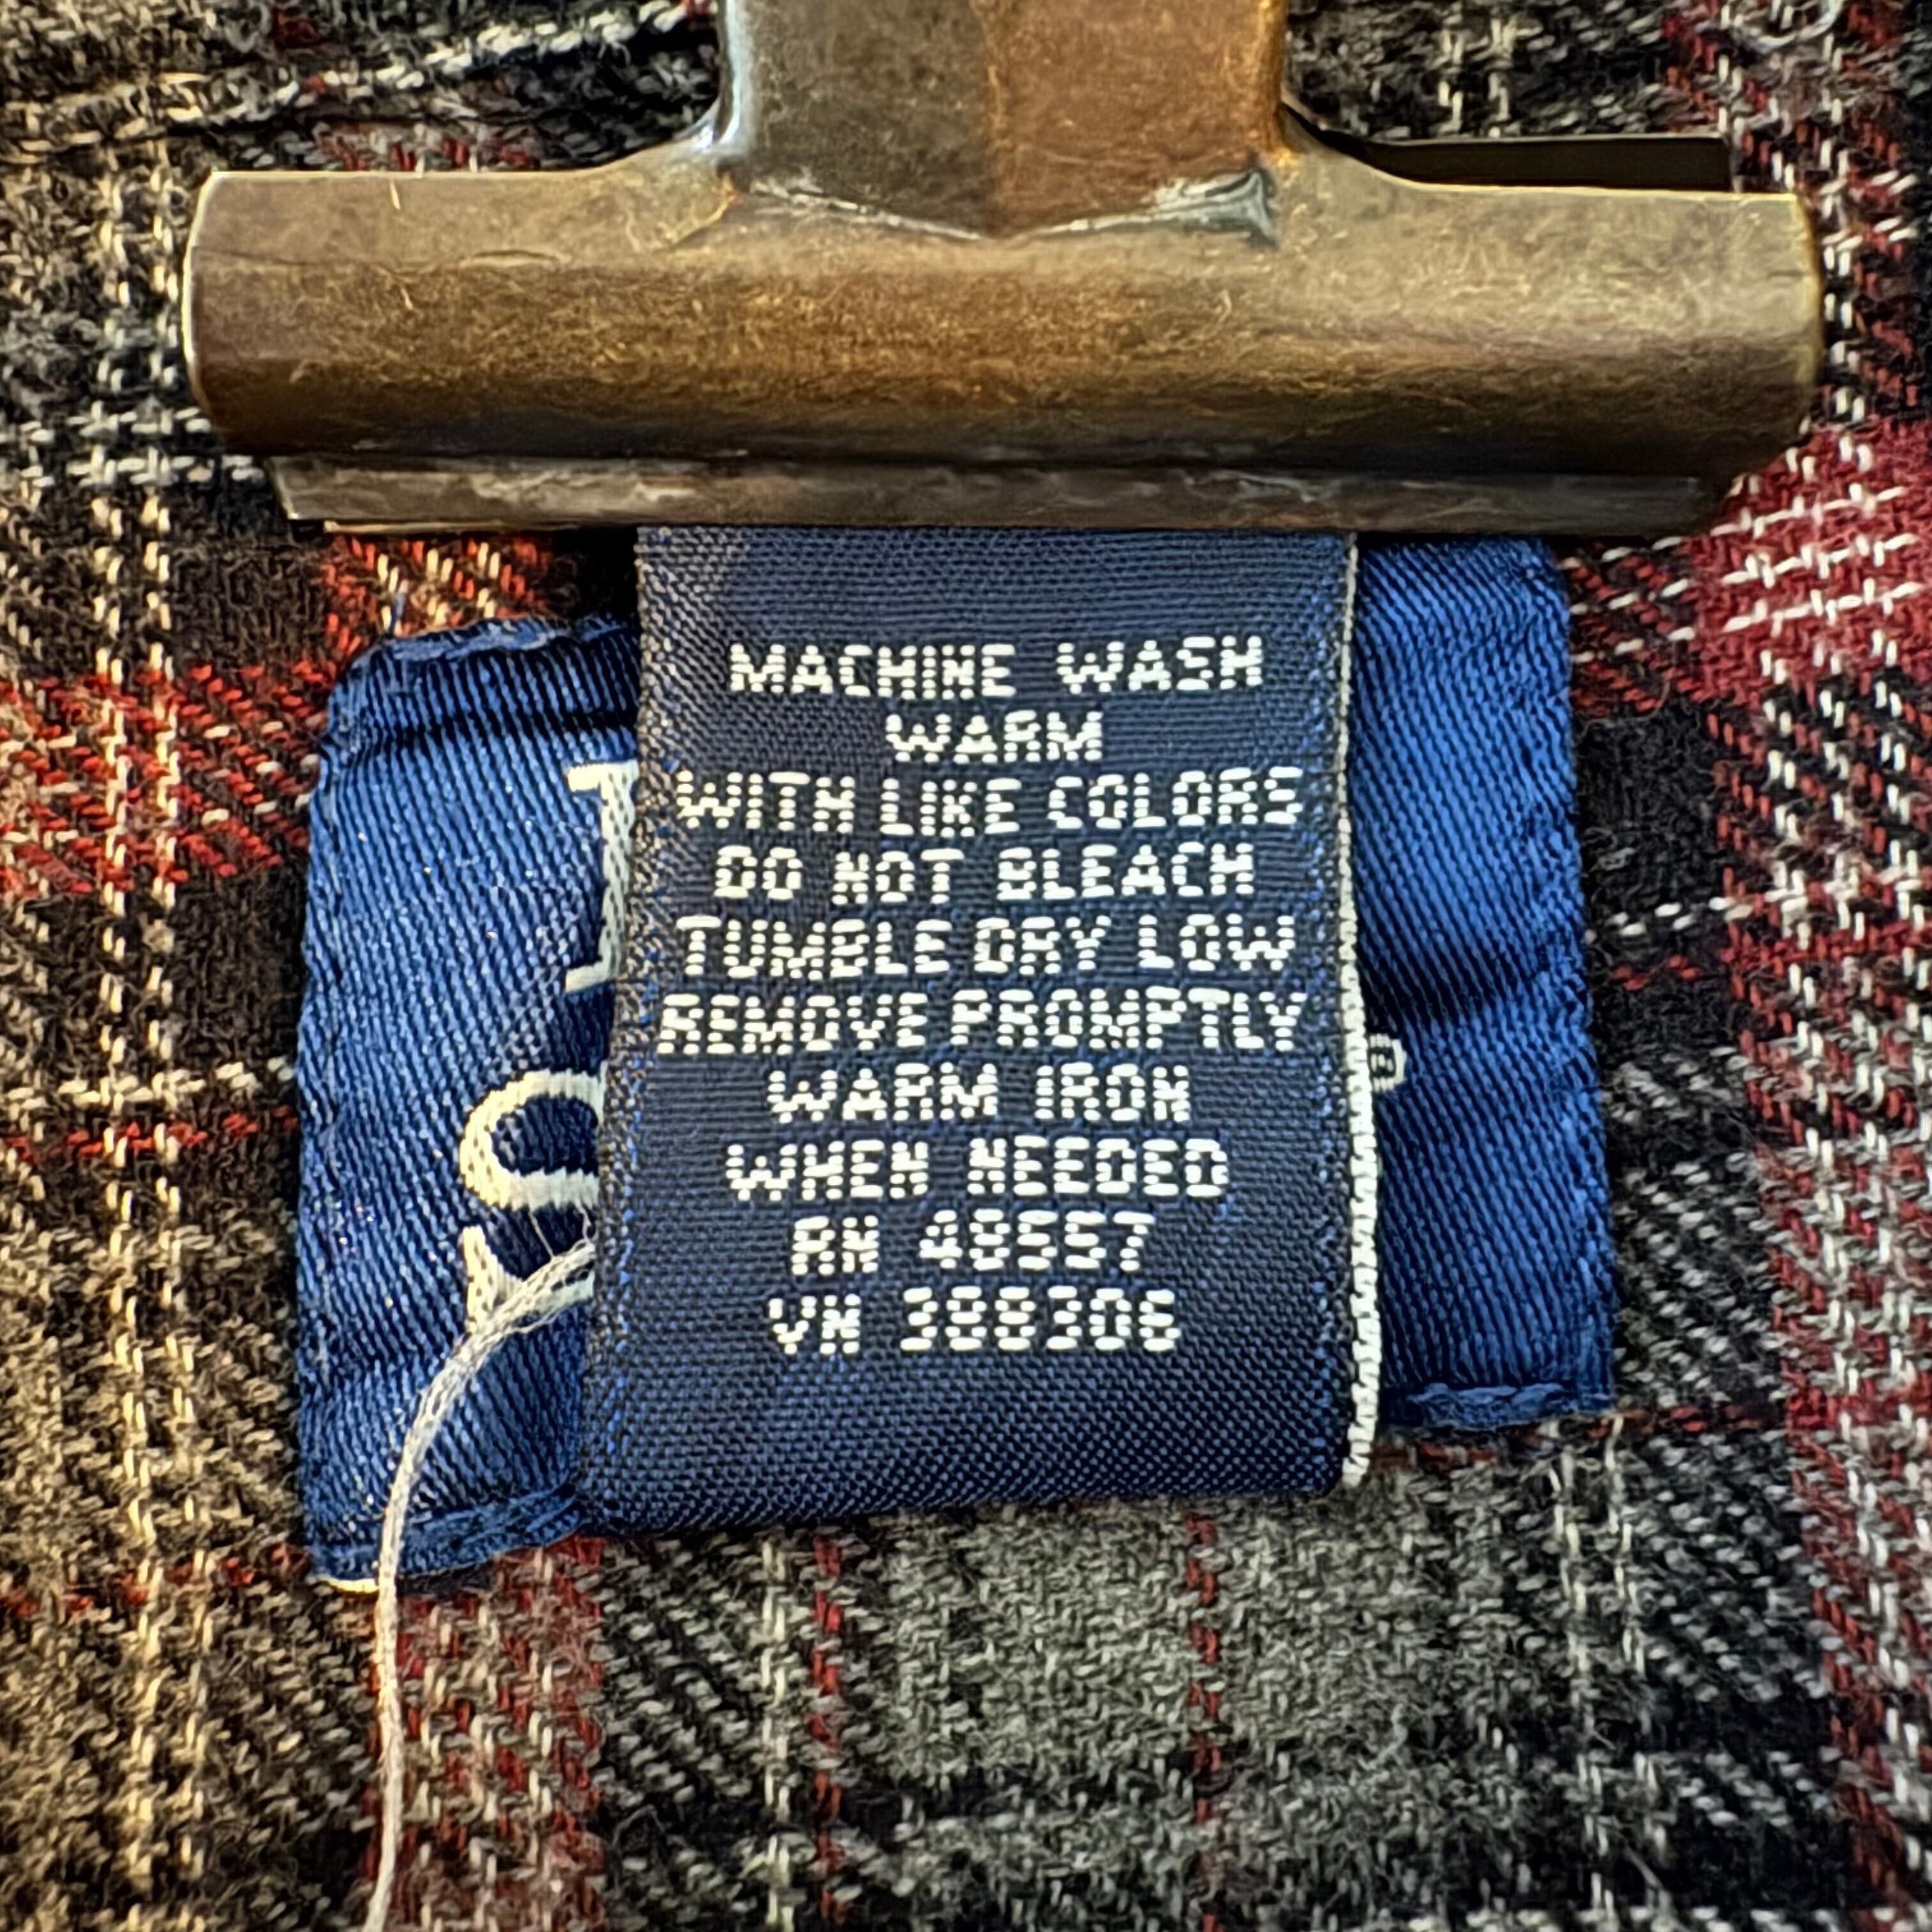 MACHINE WASH
WARM
WITH LIKE COLORS
DO NOT BLEACH
TUMBLE DRY LOW
REMOVE PROMPTLY
WARM IRON
WHEN NEEDED
RN 48557
VN 388306